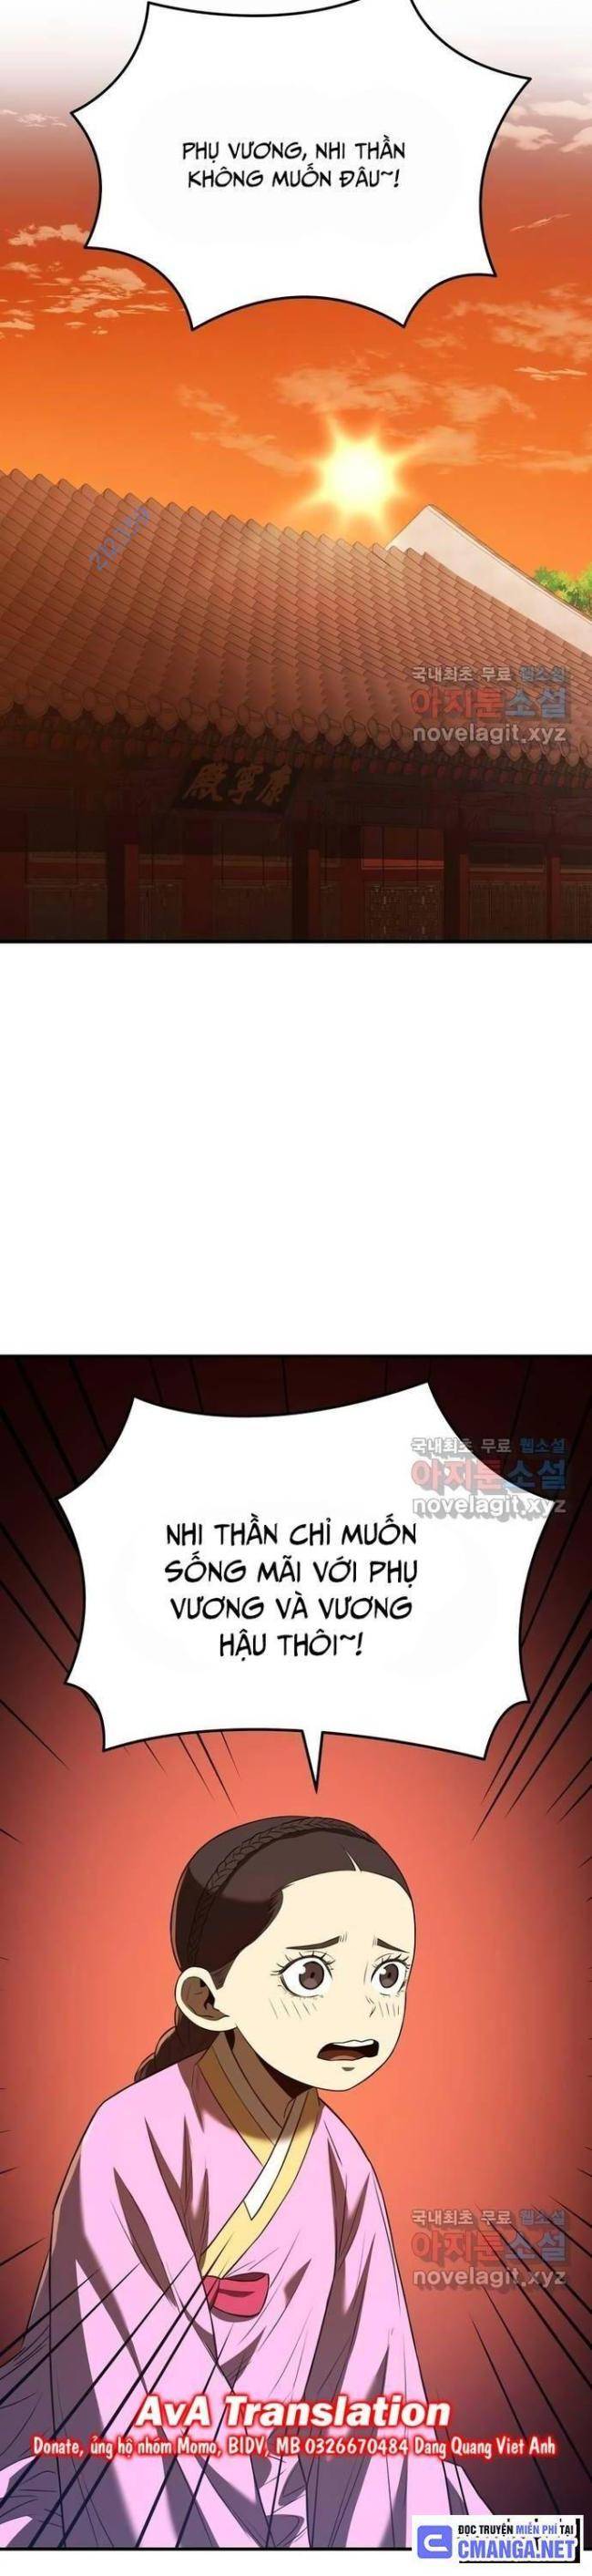 PHỤ VƯƠNG, NHI THẦN
KHÔNG MUỐN ĐÂU~!
국내최초 무료 웹소설
아지툰소설
novelagit.xyz
康寧殿
국내최초 무료 웹소설
아지툰소설
novelagit.xyz
NHI THẦN CHỈ MUỐN
SỐNG MÃI VỚI PHỤ
VƯƠNG VÀ VƯƠNG
HẬU THÔI~!
국내최초 무료 웹소설
아지툰소설
novelagit.xyz
AvA Translation
Donate, ủng hộ nhóm Momo, BIDV, MB 0326670484 Dang Quang Viet Anh
ĐỌC TRUYỆN MIỄN PHÍ TẠI
CMANGA.NET